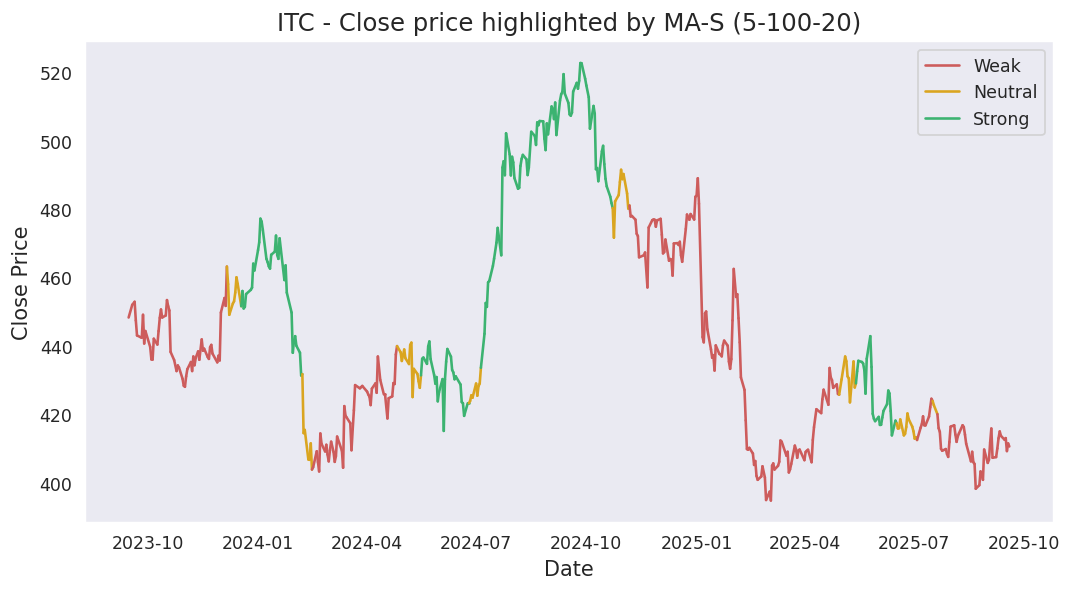 ITC - Close price highlighted by MA-S (5-100-20)
Weak
Neutral
Strong
Close Price
520
500
480
460
440
420
400
2023-10
2024-01
2024-04
2024-07
2024-10
2025-01
2025-04
2025-07
2025-10
Date